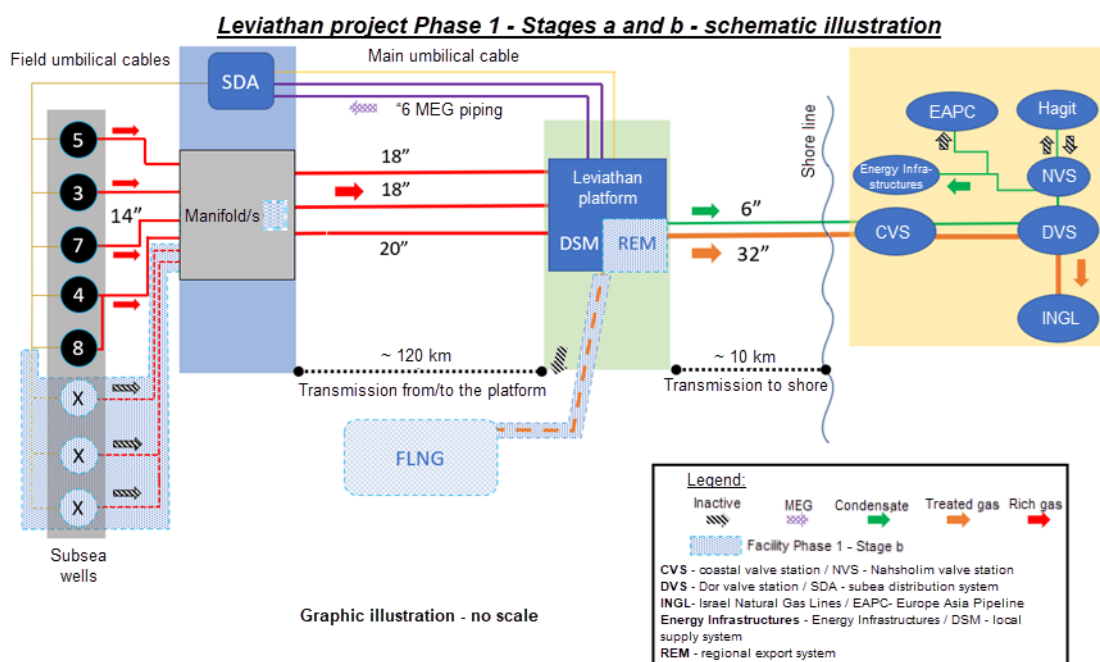 Leviathan project Phase 1 - Stages a and b - schematic illustration
Field umbilical cables
SDA
Main umbilical cable
“6 MEG piping
Shore line
EAPC
Hagit
Energy Infra-
structures
NVS
CVS
DVS
INGL
5
3
14”
7
4
8
X
X
X
Subsea
wells
Manifold/s
18”
18”
20”
Leviathan
platform
DSM
REM
6”
32”
~ 120 km
Transmission from/to the platform
~ 10 km
Transmission to shore
FLNG
Graphic illustration - no scale
Legend:
Inactive
MEG
Condensate
Treated gas
Rich gas
Facility Phase 1 - Stage b
CVS - coastal valve station / NVS - Nahsholim valve station
DVS - Dor valve station / SDA - subea distribution system
INGL- Israel Natural Gas Lines / EAPC- Europe Asia Pipeline
Energy Infrastructures - Energy Infrastructures / DSM - local
supply system
REM - regional export system